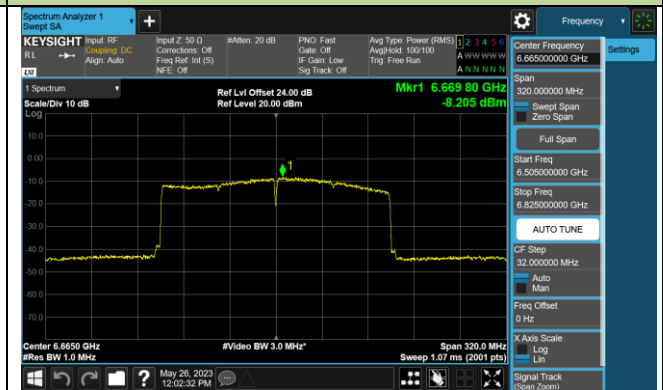 Spectrum Analyzer 1
Swept SA
+
Frequency
KEYSIGHT
RL
LXI
Input: RF
Coupling: DC
Align: Auto
Input Z: 50 Ω
Corrections: Off
Freq Ref: Int (S)
NFE: Off
#Atten: 20 dB
PNO: Fast
Gate: Off
IF Gain: Low
Sig Track: Off
Avg Type: Power (RMS)
Avg|Hold: 100/100
Trig: Free Run
1 2 3 4 5 6
A W W W W W
A N N N N N
1 Spectrum
Scale/Div 10 dB
Log
Ref Lvl Offset 24.00 dB
Ref Level 20.00 dBm
Mkr1 6.669 80 GHz
-8.205 dBm
10.0
0.00
-10.0
-20.0
-30.0
-40.0
-50.0
-60.0
-70.0
1
Center 6.6650 GHz
#Res BW 1.0 MHz
#Video BW 3.0 MHz*
Span 320.0 MHz
Sweep 1.07 ms (2001 pts)
May 26, 2023
12:02:32 PM
?
Center Frequency
6.665000000 GHz
Settings
Span
320.000000 MHz
Swept Span
Zero Span
Full Span
Start Freq
6.505000000 GHz
Stop Freq
6.825000000 GHz
AUTO TUNE
CF Step
32.000000 MHz
Auto
Man
Freq Offset
0 Hz
X Axis Scale
Log
Lin
Signal Track
(Span Zoom)